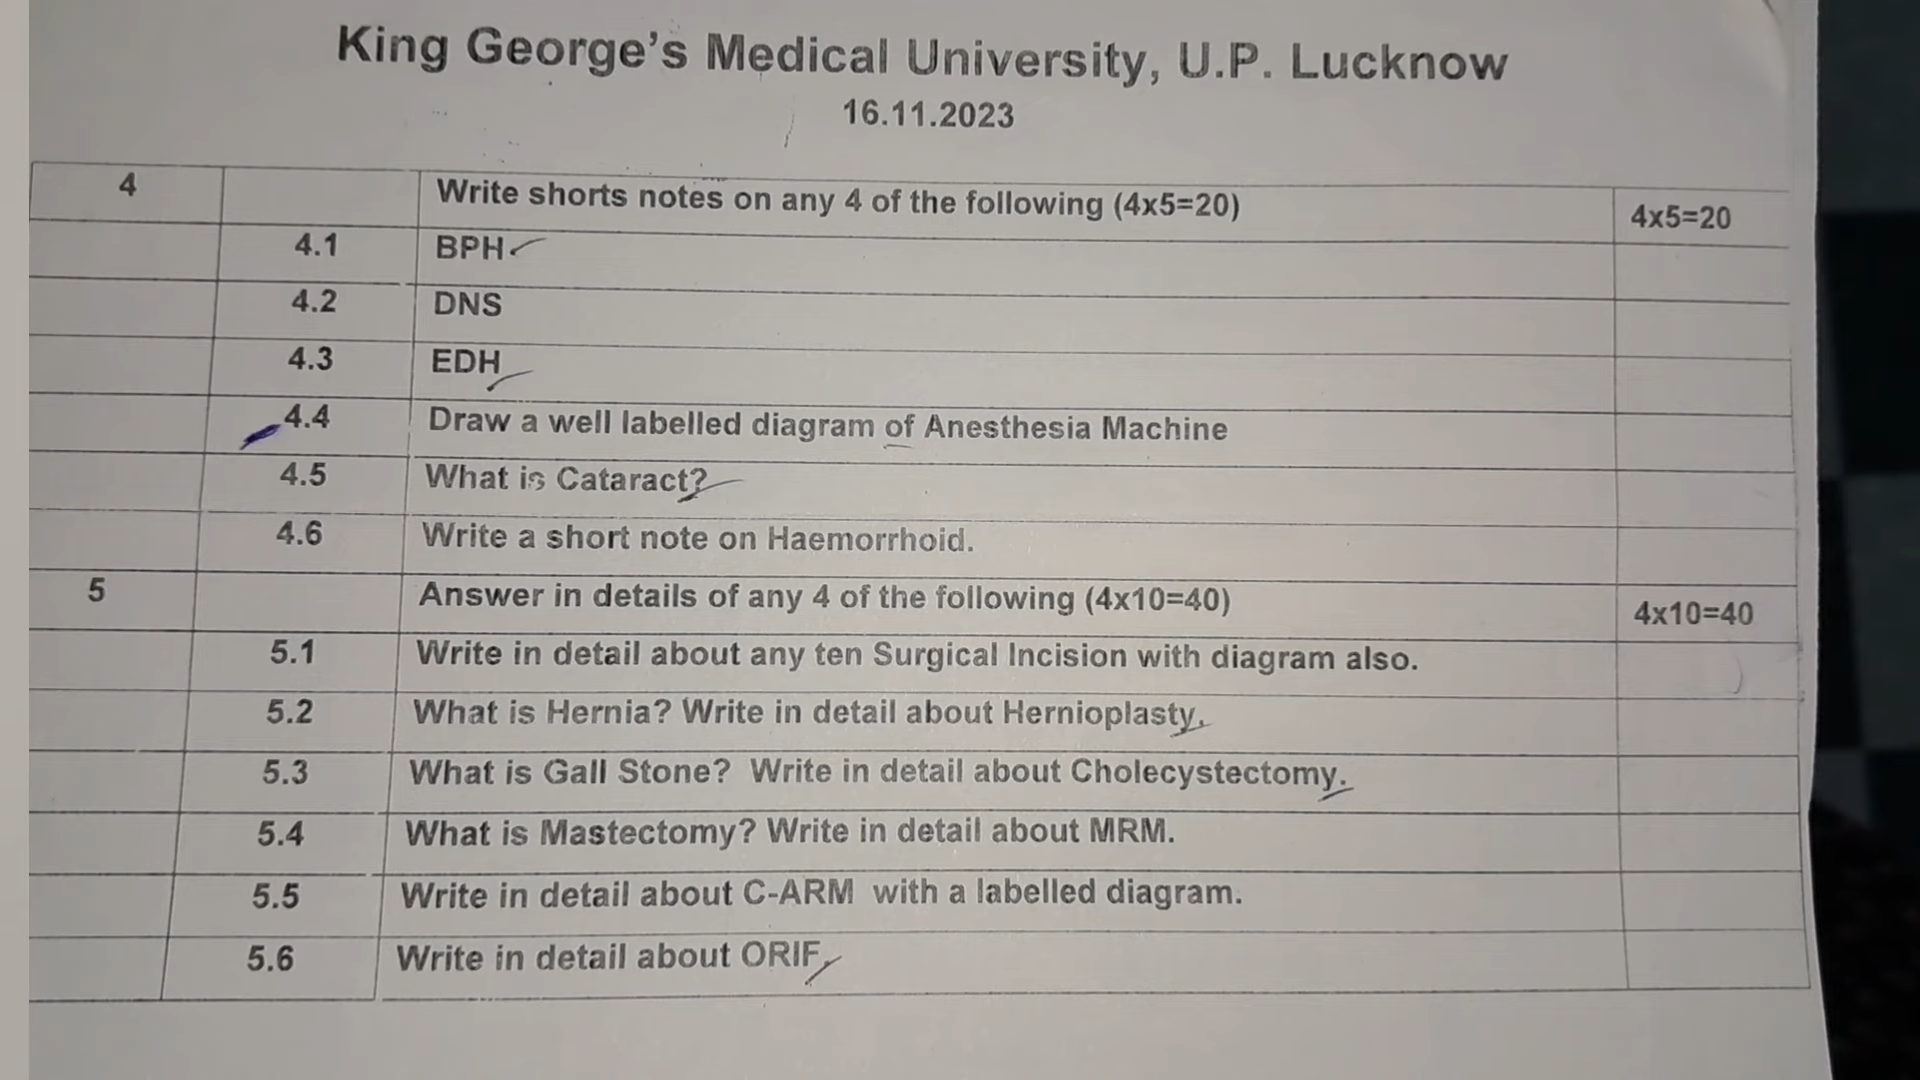 King George's Medical University, U.P. Lucknow
16.11.2023
4 Write shorts notes on any 4 of the following (4x5=20) 4x5=20
4.1 BPH
4.2 DNS
4.3 EDH
4.4 Draw a well labelled diagram of Anesthesia Machine
4.5 What is Cataract?
4.6 Write a short note on Haemorrhoid.
5 Answer in details of any 4 of the following (4x10=40) 4x10=40
5.1 Write in detail about any ten Surgical Incision with diagram also.
5.2 What is Hernia? Write in detail about Hernioplasty.
5.3 What is Gall Stone? Write in detail about Cholecystectomy.
5.4 What is Mastectomy? Write in detail about MRM.
5.5 Write in detail about C-ARM with a labelled diagram.
5.6 Write in detail about ORIF.